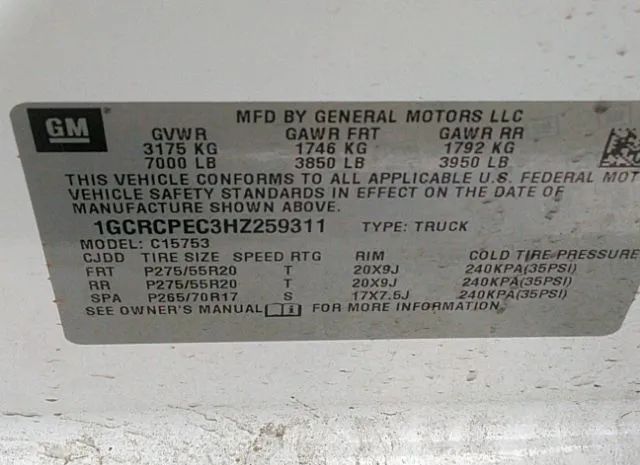 GM
MFD BY GENERAL MOTORS LLC
GVWR GAWR FRT GAWR RR
3175 KG 1746 KG 1792 KG
7000 LB 3850 LB 3950 LB
THIS VEHICLE CONFORMS TO ALL APPLICABLE U.S. FEDERAL MOT
VEHICLE SAFETY STANDARDS IN EFFECT ON THE DATE OF
MANUFACTURE SHOWN ABOVE.
1GCRCPEC3HZ259311 TYPE: TRUCK
MODEL: C15753
CJDD TIRE SIZE SPEED RTG RIM COLD TIRE PRESSURE
FRT P275/55R20 T 20X9J 240KPA(35PSI)
RR P275/55R20 T 20X9J 240KPA(35PSI)
SPA P265/70R17 S 17X7.5J 240KPA(35PSI)
SEE OWNER'S MANUAL FOR MORE INFORMATION.